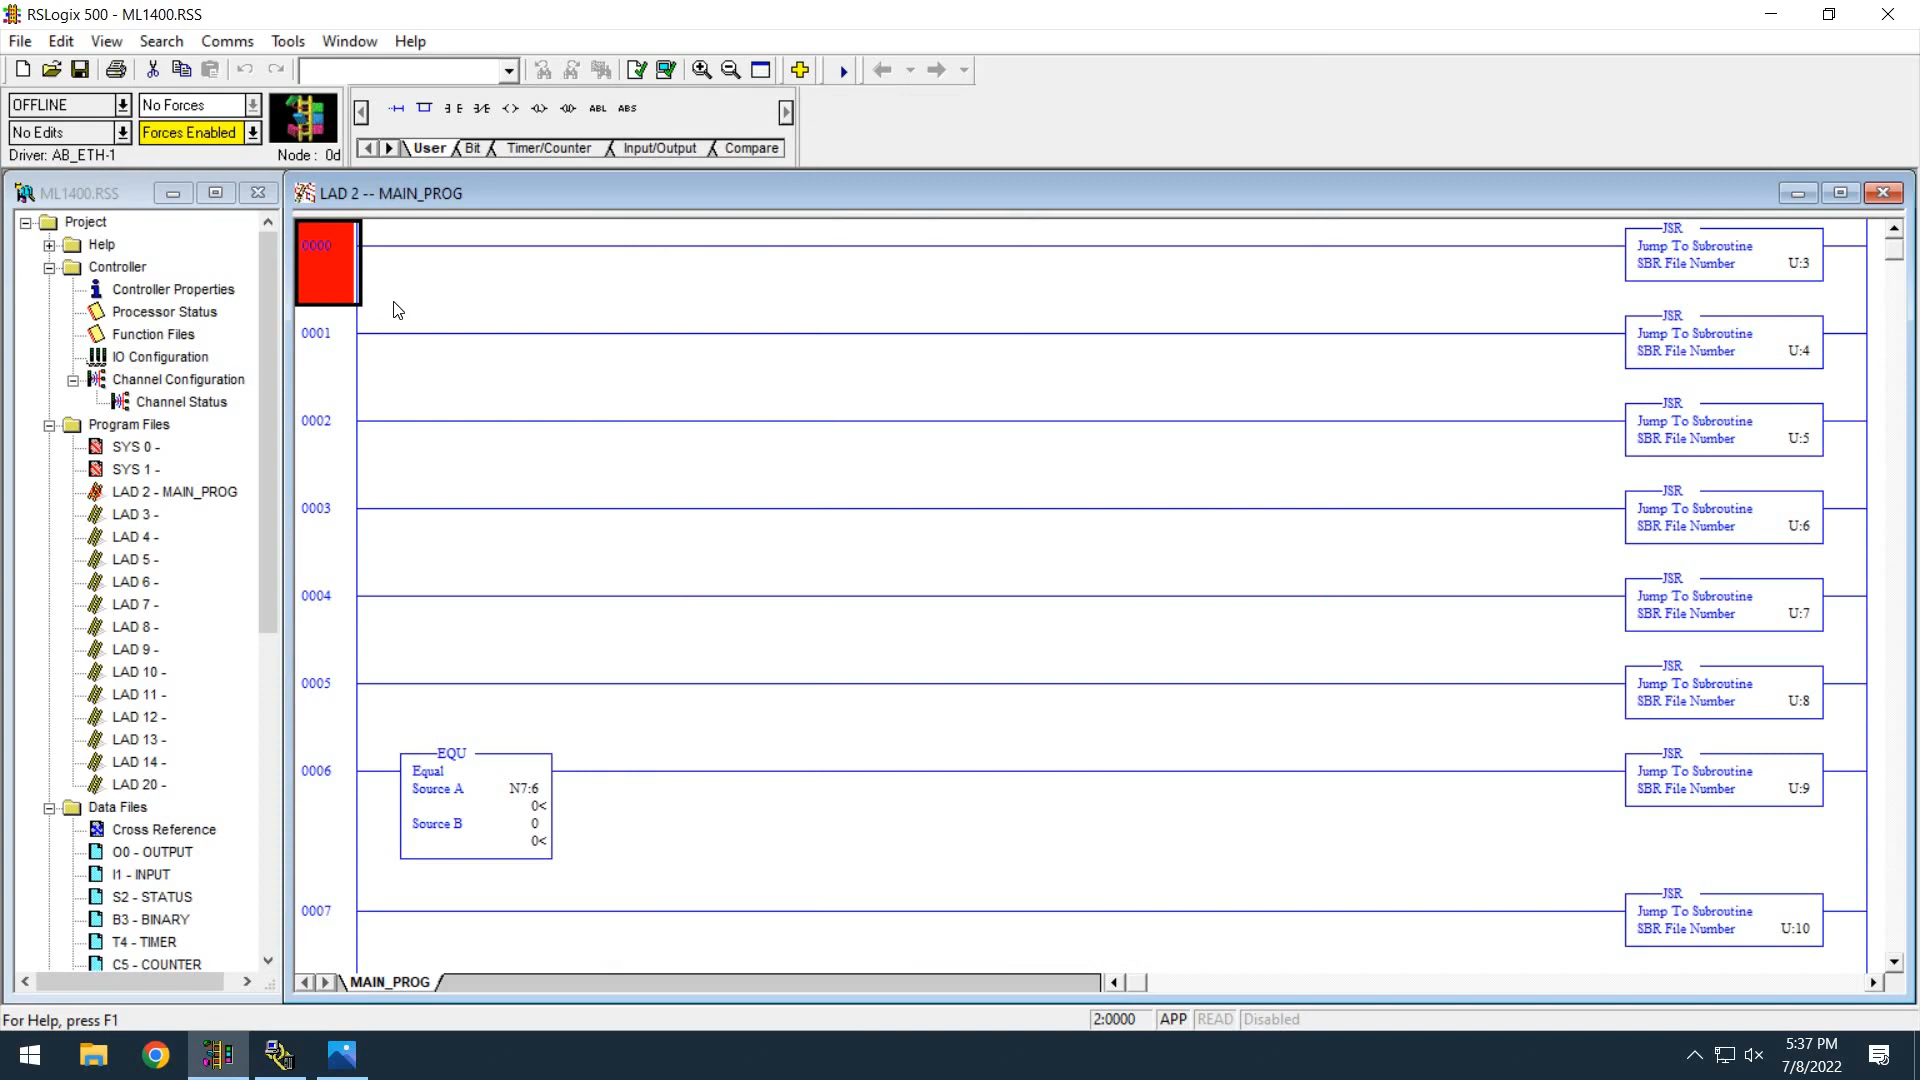 RSLogix 500 - ML1400.RSS
File Edit View Search Comms Tools Window Help
OFFLINE No Forces
No Edits Forces Enabled
Driver: AB_ETH-1 Node : 0d
ABL ABS
User Bit Timer/Counter Input/Output Compare
ML1400.RSS
Project
Help
Controller
Controller Properties
Processor Status
Function Files
IO Configuration
Channel Configuration
Channel Status
Program Files
SYS 0 -
SYS 1 -
LAD 2 - MAIN_PROG
LAD 3 -
LAD 4 -
LAD 5 -
LAD 6 -
LAD 7 -
LAD 8 -
LAD 9 -
LAD 10 -
LAD 11 -
LAD 12 -
LAD 13 -
LAD 14 -
LAD 20 -
Data Files
Cross Reference
O0 - OUTPUT
I1 - INPUT
S2 - STATUS
B3 - BINARY
T4 - TIMER
C5 - COUNTER
LAD 2 -- MAIN_PROG
0000
JSR
Jump To Subroutine
SBR File Number U:3
0001
JSR
Jump To Subroutine
SBR File Number U:4
0002
JSR
Jump To Subroutine
SBR File Number U:5
0003
JSR
Jump To Subroutine
SBR File Number U:6
0004
JSR
Jump To Subroutine
SBR File Number U:7
0005
JSR
Jump To Subroutine
SBR File Number U:8
0006
EQU
Equal
Source A N7:6
0<
Source B 0
0<
JSR
Jump To Subroutine
SBR File Number U:9
0007
JSR
Jump To Subroutine
SBR File Number U:10
MAIN_PROG
For Help, press F1
2:0000 APP READ Disabled
5:37 PM
7/8/2022